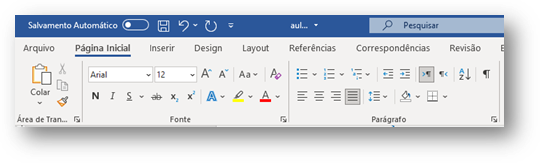 Salvamento Automático aul... Pesquisar
Arquivo Página Inicial Inserir Design Layout Referências Correspondências Revisão E
Arial 12 A A Aa A
Colar N I S ab x₂ x² A A
Área de Tran... Fonte Parágrafo